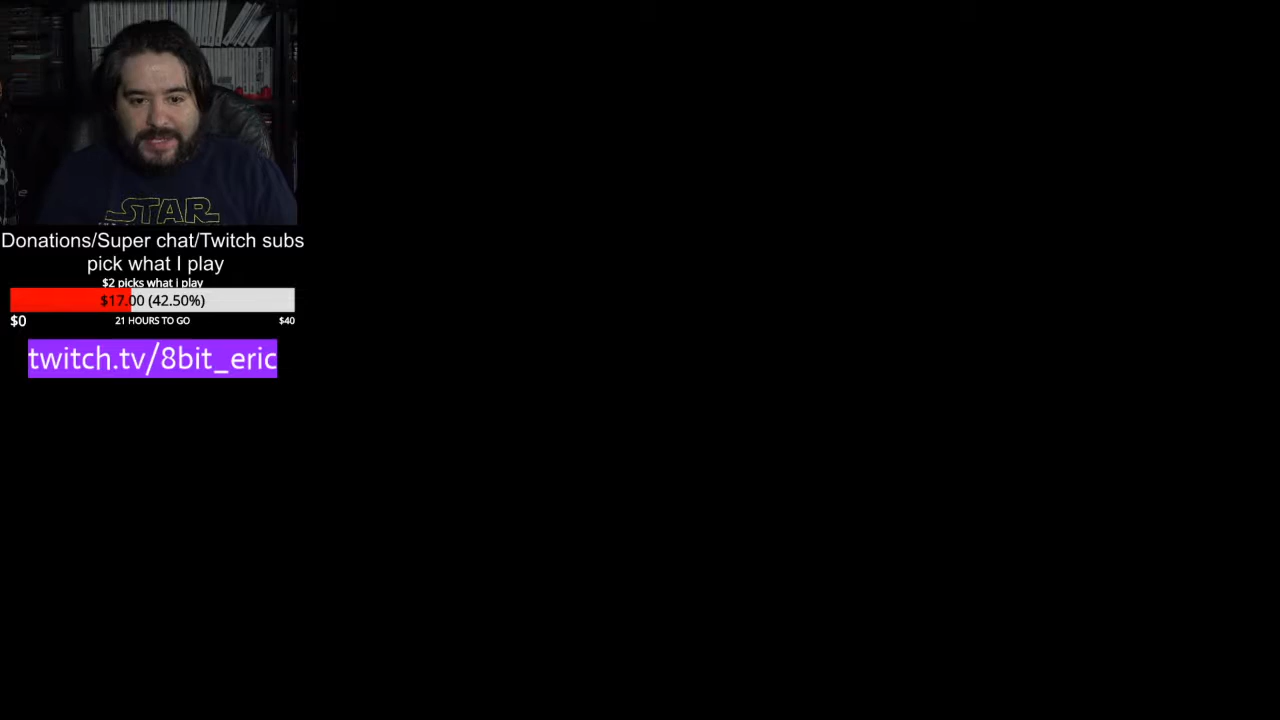 STAR
Donations/Super chat/Twitch subs
pick what I play
$2 picks what i play
$17.00 (42.50%)
$0 21 HOURS TO GO $40
twitch.tv/8bit_eric